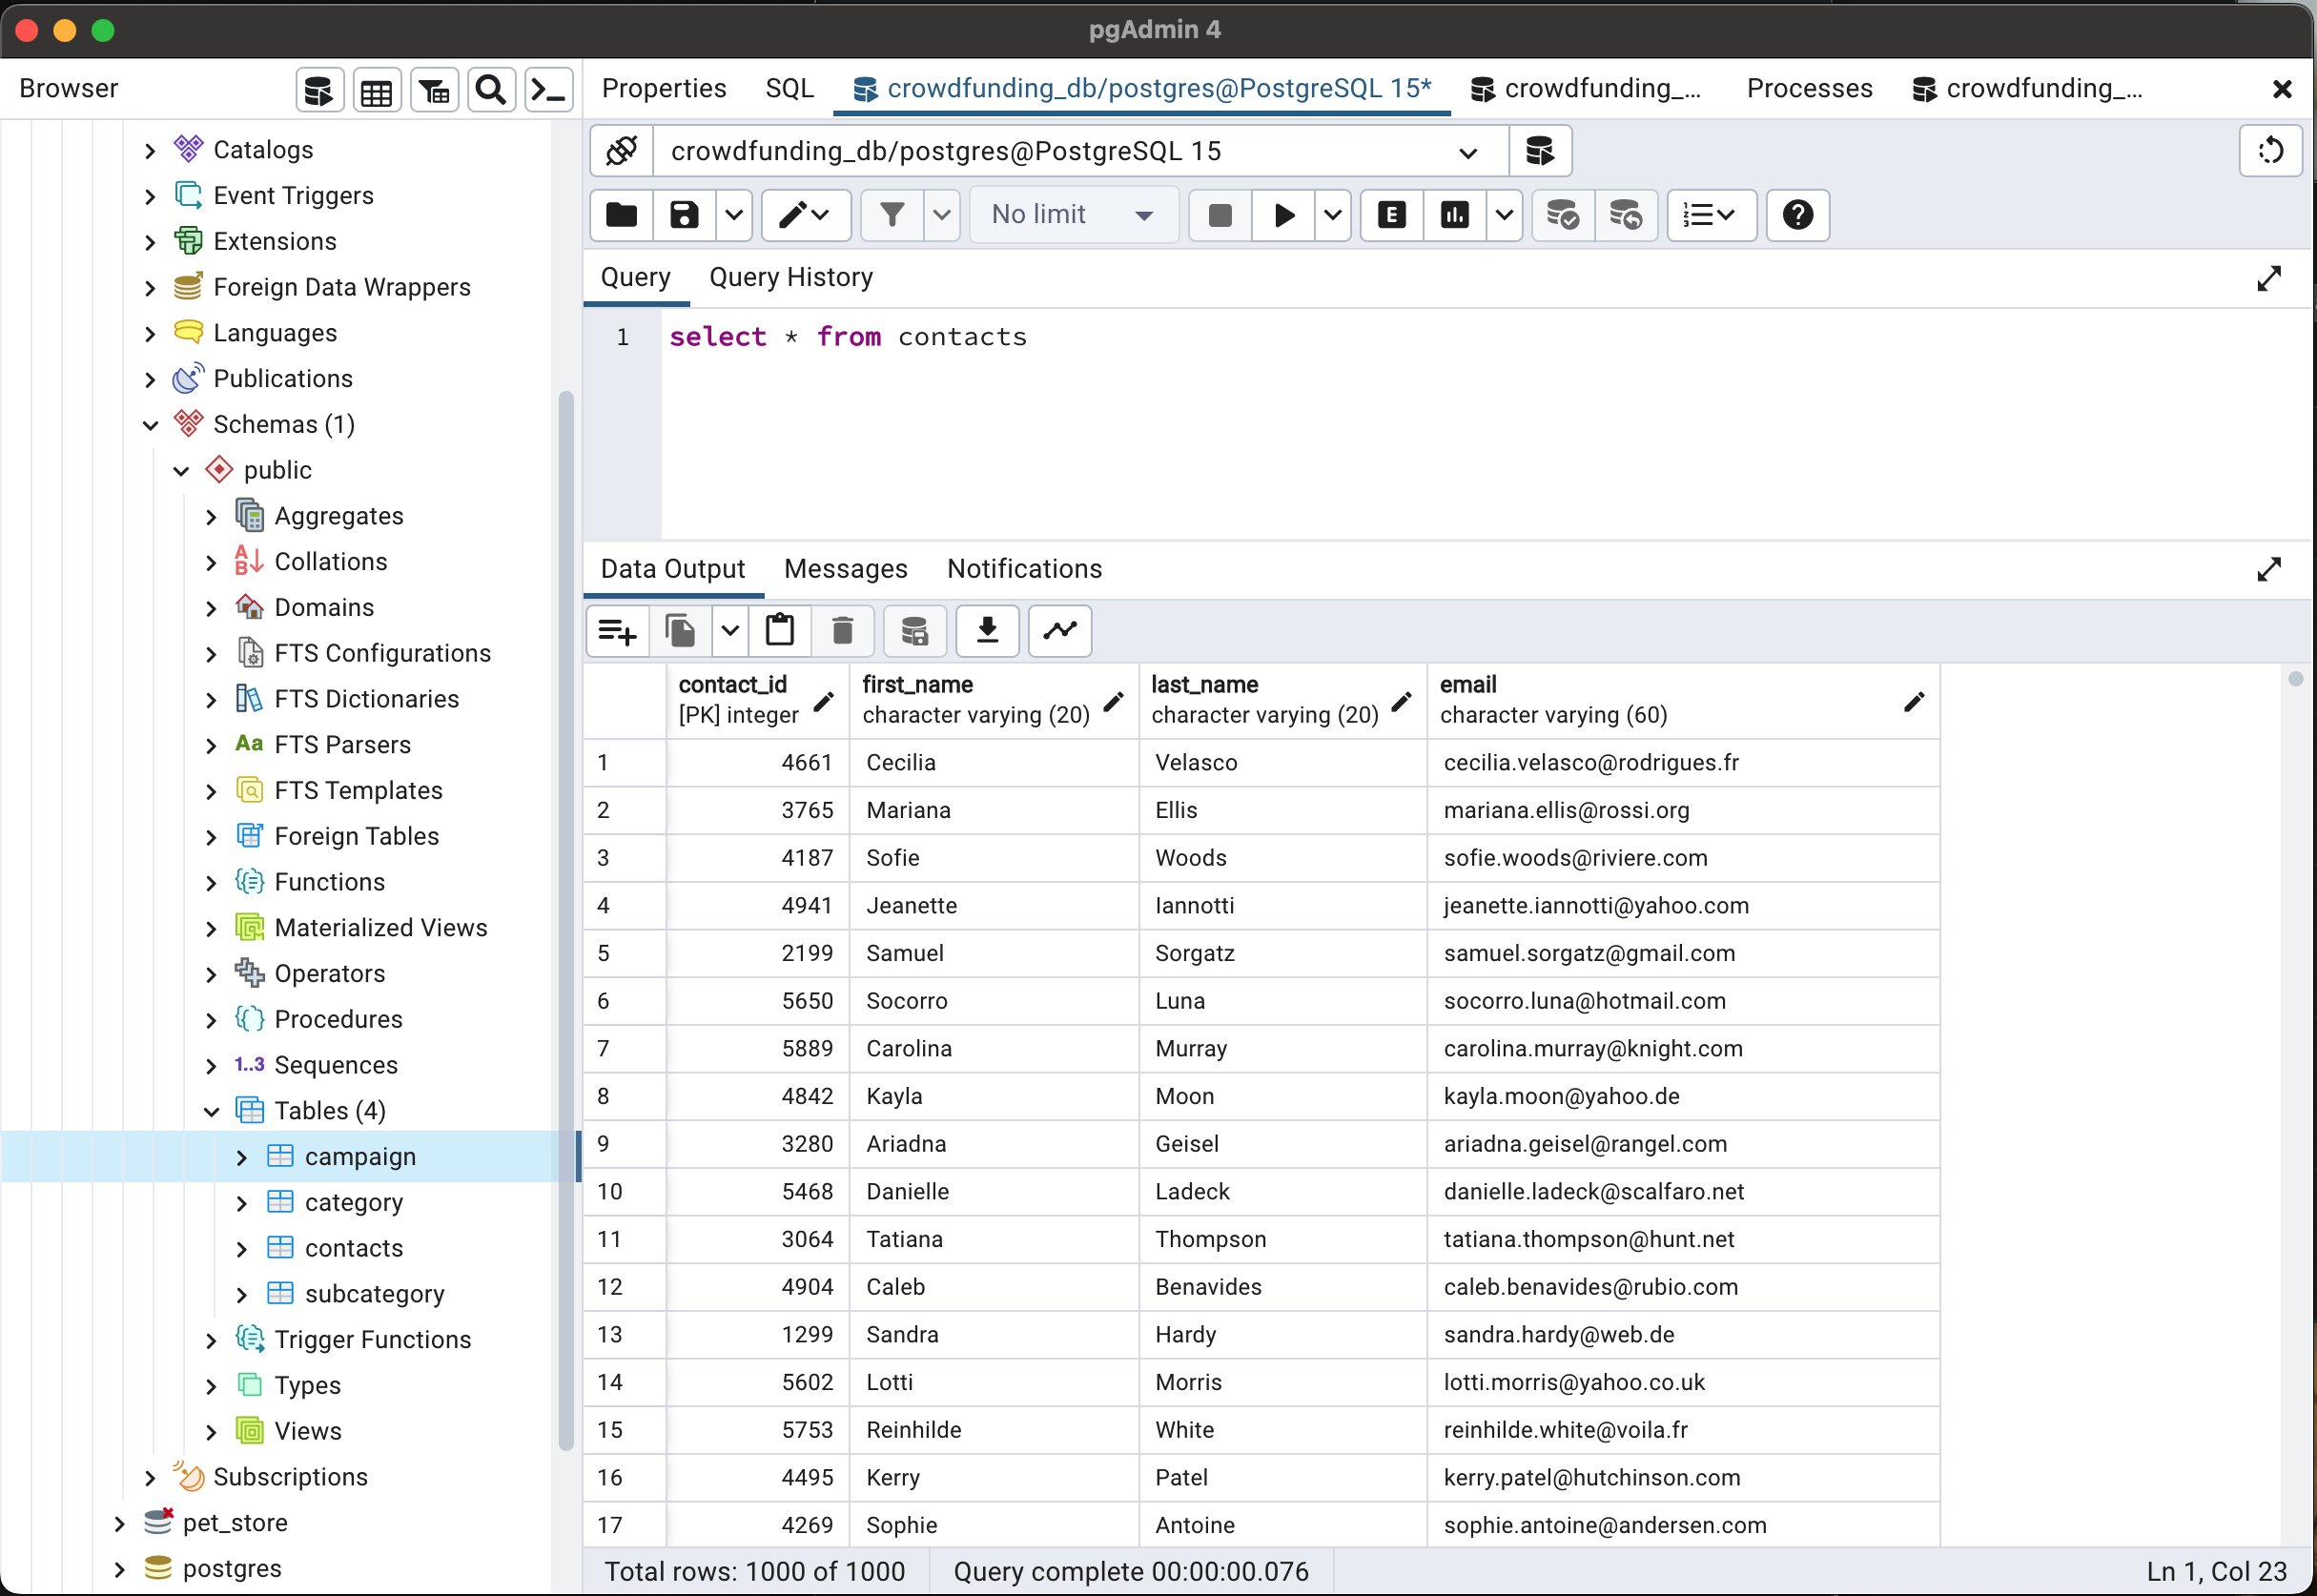 pgAdmin 4
Browser
Properties
SQL
crowdfunding_db/postgres@PostgreSQL 15*
crowdfunding_...
Processes
crowdfunding_...
Catalogs
Event Triggers
Extensions
Foreign Data Wrappers
Languages
Publications
Schemas (1)
public
Aggregates
Collations
Domains
FTS Configurations
FTS Dictionaries
Aa FTS Parsers
FTS Templates
Foreign Tables
Functions
Materialized Views
Operators
Procedures
1..3 Sequences
Tables (4)
campaign
category
contacts
subcategory
Trigger Functions
Types
Views
Subscriptions
pet_store
postgres
crowdfunding_db/postgres@PostgreSQL 15
No limit
E
Query
Query History
1 select * from contacts
Data Output
Messages
Notifications
contact_id first_name last_name email
[PK] integer character varying (20) character varying (20) character varying (60)
1 4661 Cecilia Velasco cecilia.velasco@rodrigues.fr
2 3765 Mariana Ellis mariana.ellis@rossi.org
3 4187 Sofie Woods sofie.woods@riviere.com
4 4941 Jeanette Iannotti jeanette.iannotti@yahoo.com
5 2199 Samuel Sorgatz samuel.sorgatz@gmail.com
6 5650 Socorro Luna socorro.luna@hotmail.com
7 5889 Carolina Murray carolina.murray@knight.com
8 4842 Kayla Moon kayla.moon@yahoo.de
9 3280 Ariadna Geisel ariadna.geisel@rangel.com
10 5468 Danielle Ladeck danielle.ladeck@scalfaro.net
11 3064 Tatiana Thompson tatiana.thompson@hunt.net
12 4904 Caleb Benavides caleb.benavides@rubio.com
13 1299 Sandra Hardy sandra.hardy@web.de
14 5602 Lotti Morris lotti.morris@yahoo.co.uk
15 5753 Reinhilde White reinhilde.white@voila.fr
16 4495 Kerry Patel kerry.patel@hutchinson.com
17 4269 Sophie Antoine sophie.antoine@andersen.com
Total rows: 1000 of 1000
Query complete 00:00:00.076
Ln 1, Col 23